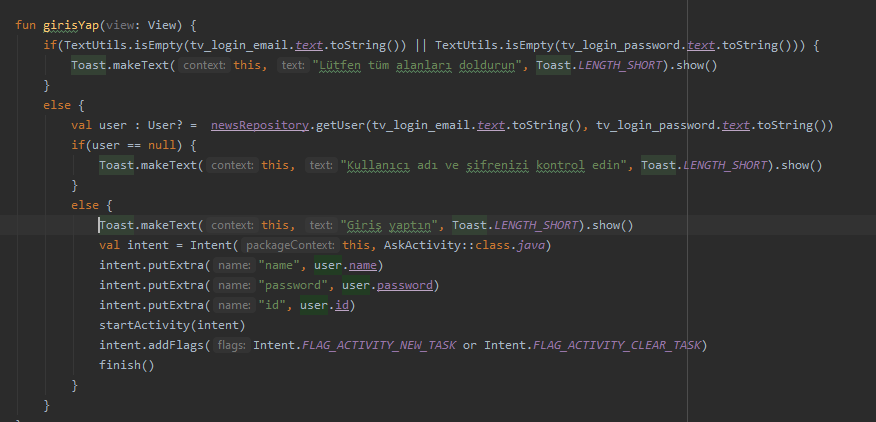 fun girisYap(view: View) {
if(TextUtils.isEmpty(tv_login_email.text.toString()) || TextUtils.isEmpty(tv_login_password.text.toString())) {
Toast.makeText( context: this, text: "Lütfen tüm alanları doldurun", Toast.LENGTH_SHORT).show()
}
else {
val user : User? = newsRepository.getUser(tv_login_email.text.toString(), tv_login_password.text.toString())
if(user == null) {
Toast.makeText( context: this, text: "Kullanıcı adı ve şifrenizi kontrol edin", Toast.LENGTH_SHORT).show()
}
else {
Toast.makeText( context: this, text: "Giriş yaptın", Toast.LENGTH_SHORT).show()
val intent = Intent( packageContext: this, AskActivity::class.java)
intent.putExtra( name: "name", user.name)
intent.putExtra( name: "password", user.password)
intent.putExtra( name: "id", user.id)
startActivity(intent)
intent.addFlags( flags: Intent.FLAG_ACTIVITY_NEW_TASK or Intent.FLAG_ACTIVITY_CLEAR_TASK)
finish()
}
}